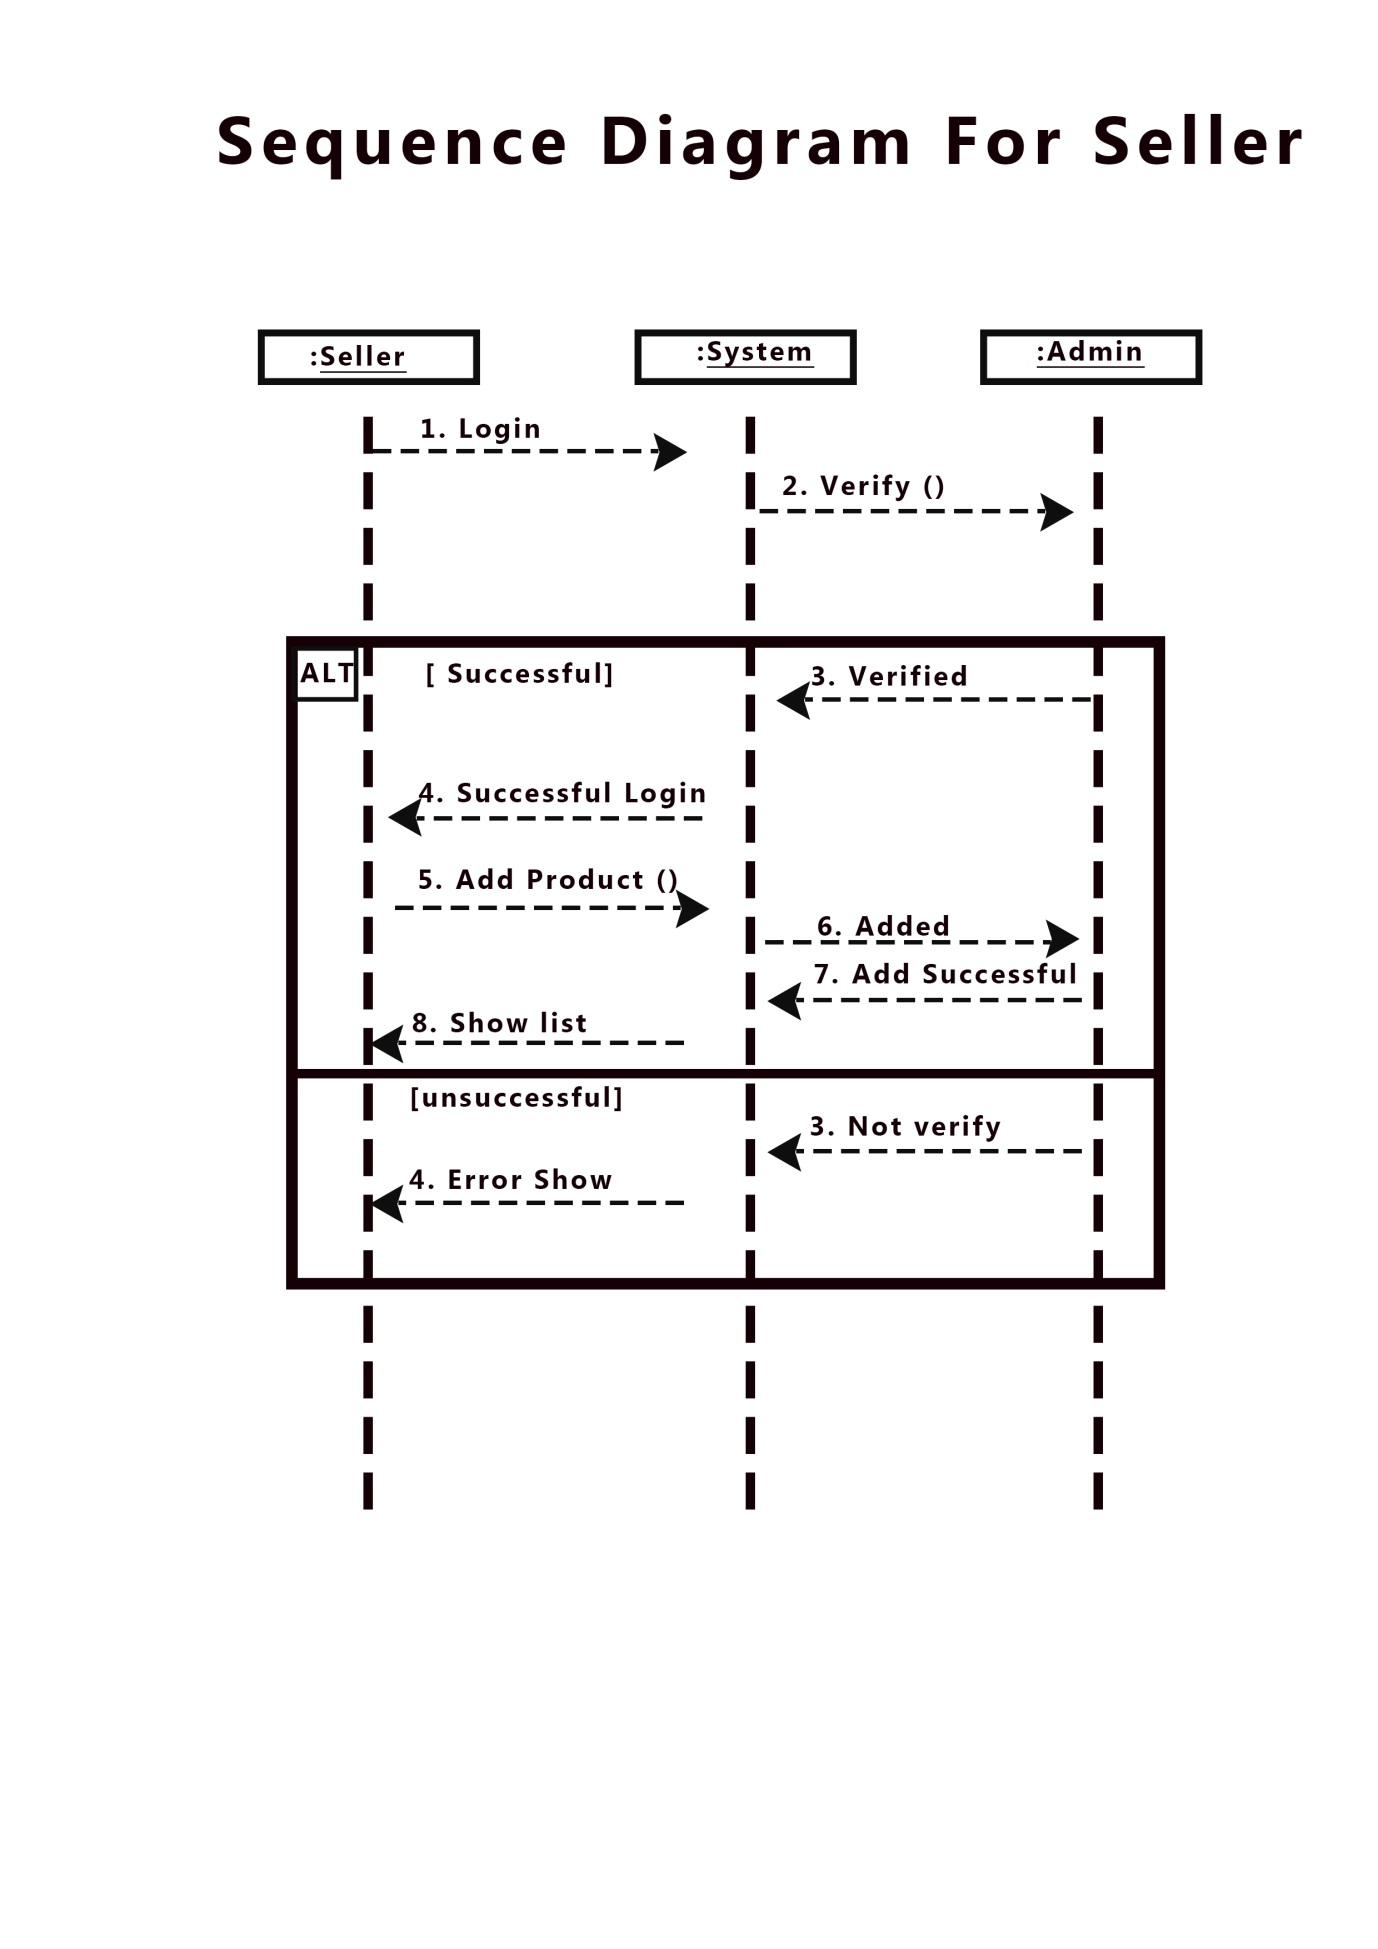 Sequence Diagram For Seller
:Seller
:System
:Admin
1. Login
2. Verify ()
ALT
[ Successful]
3. Verified
4. Successful Login
5. Add Product ()
6. Added
7. Add Successful
8. Show list
[unsuccessful]
3. Not verify
4. Error Show